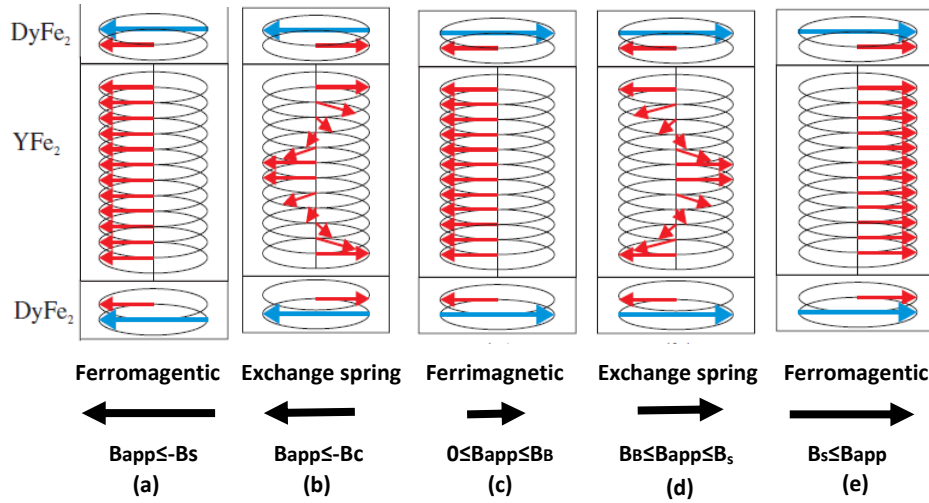 DyFe₂
YFe₂
DyFe₂
Ferromagentic Exchange spring Ferrimagnetic Exchange spring Ferromagentic
Bapp≤-Bs Bapp≤-Bc 0≤Bapp≤BB BB≤Bapp≤Bs Bs≤Bapp
(a) (b) (c) (d) (e)